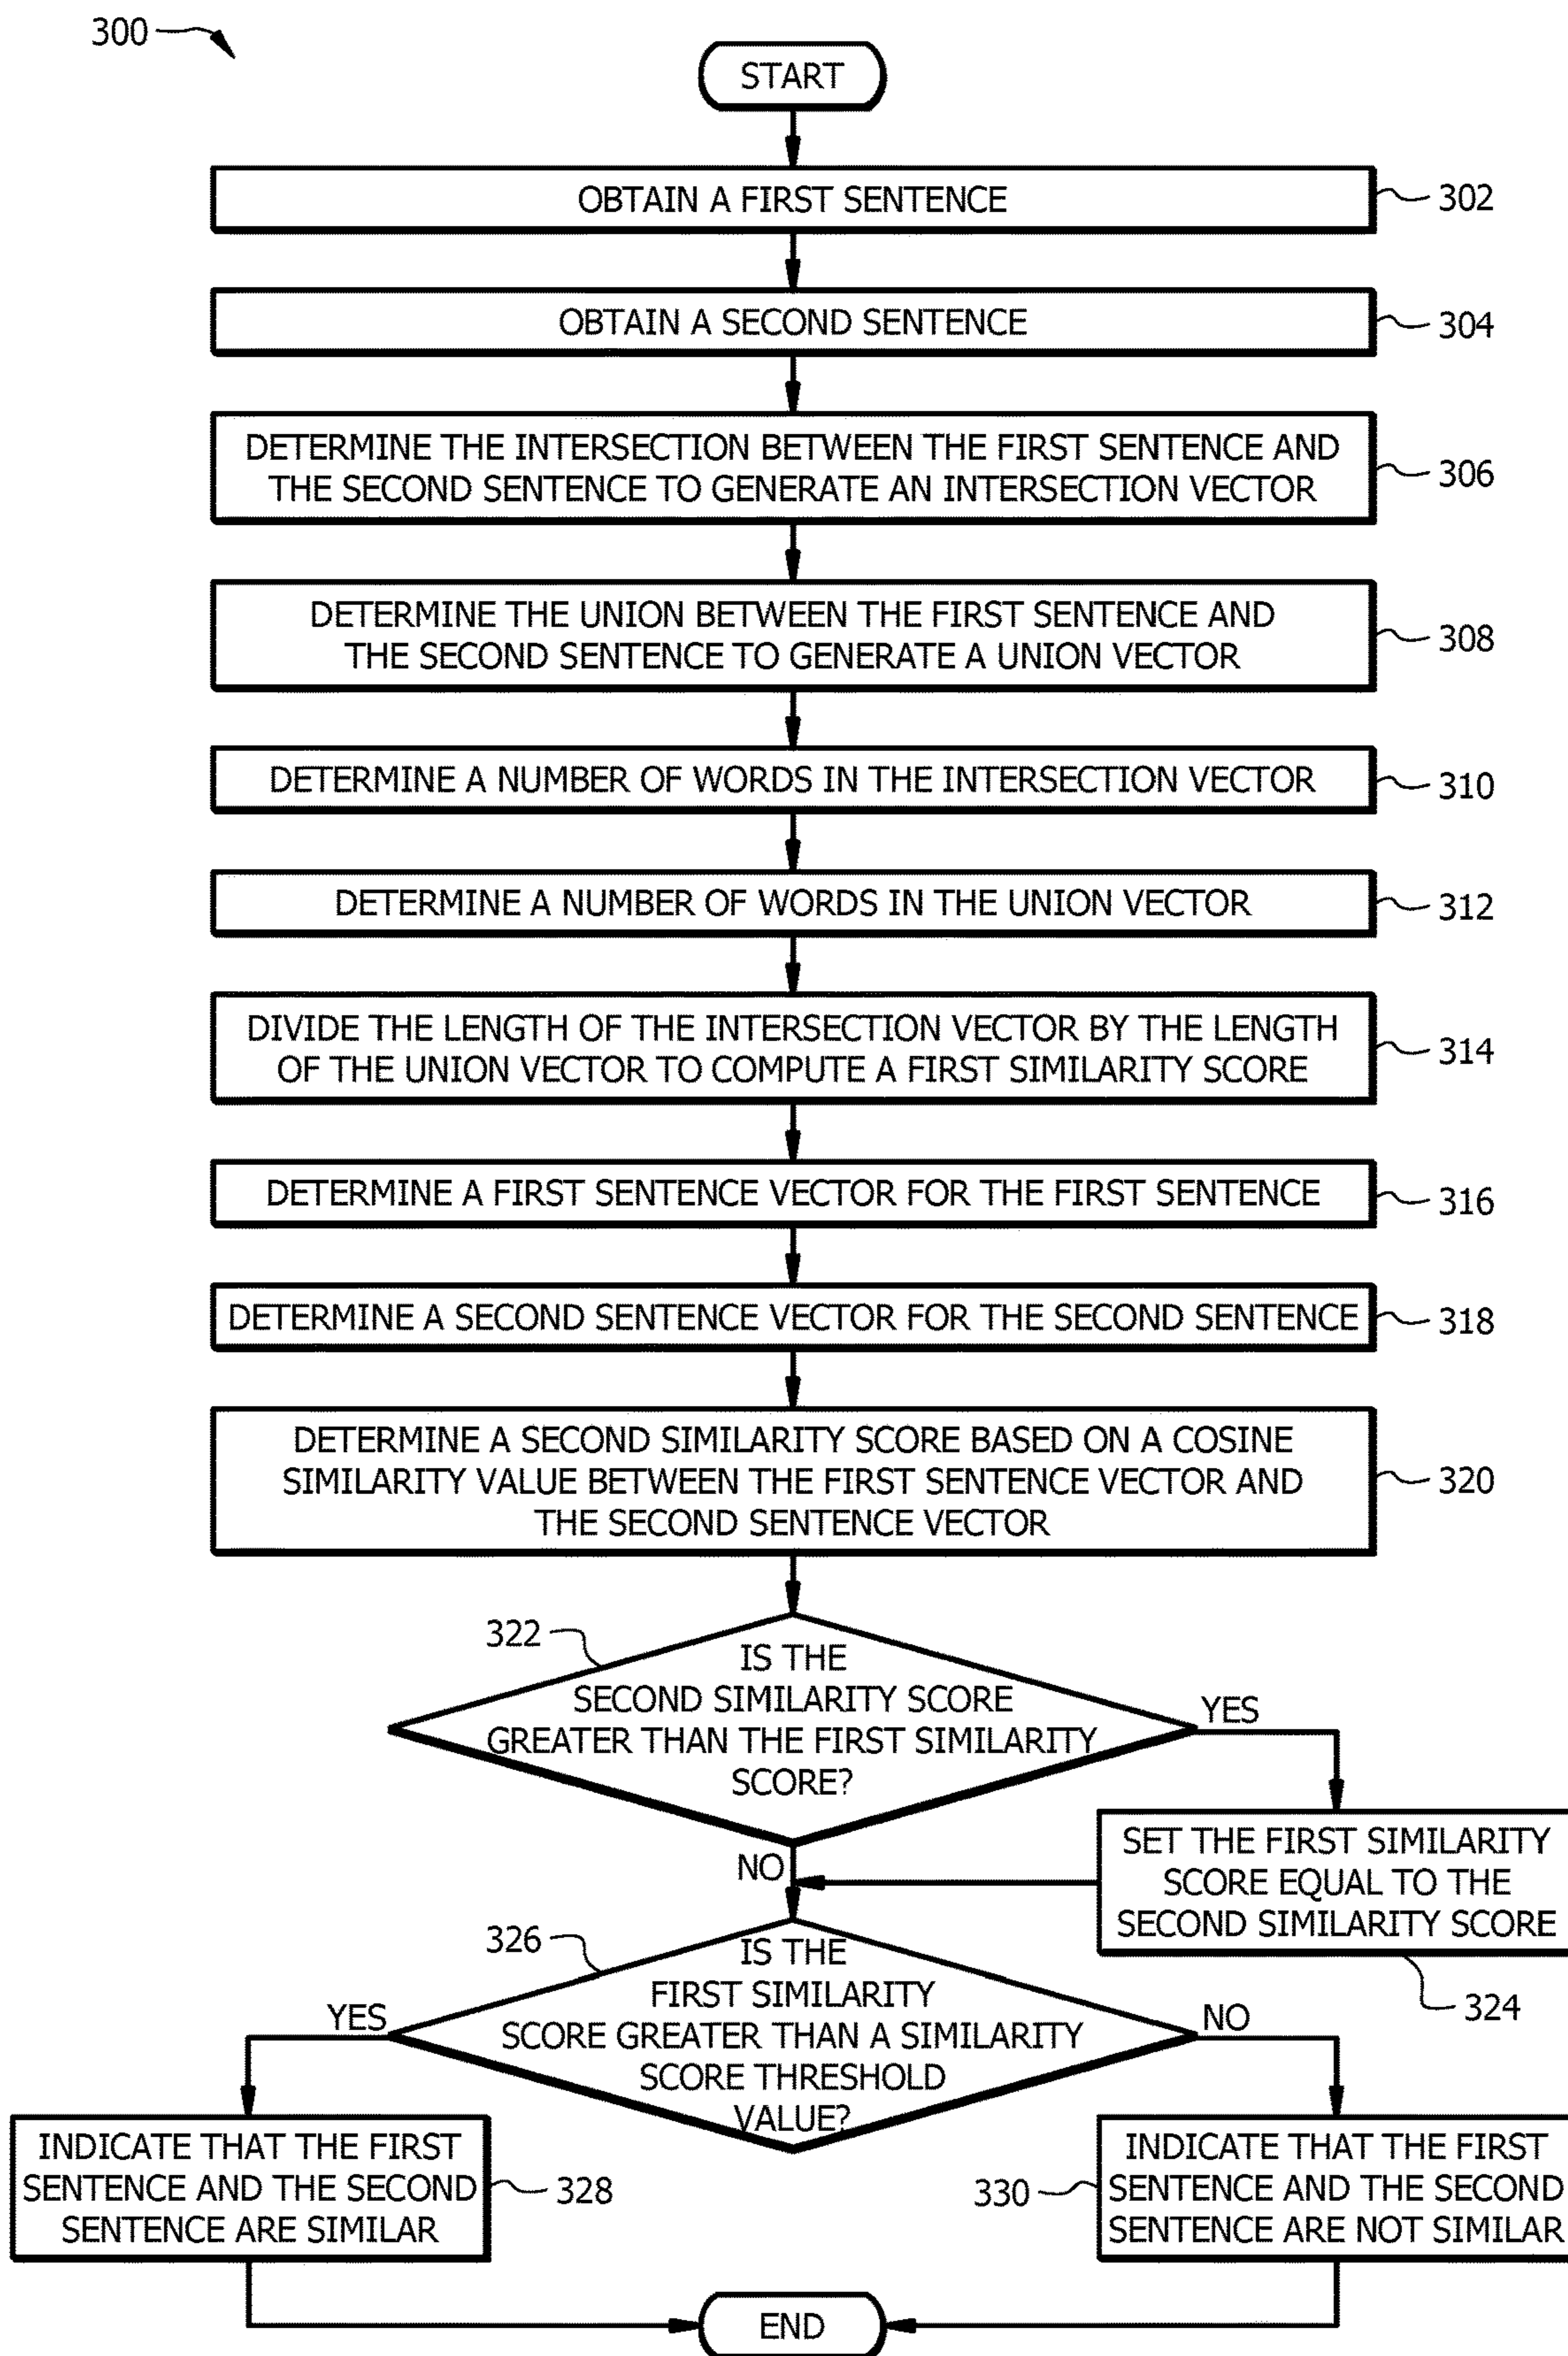 300
START
OBTAIN A FIRST SENTENCE
302
OBTAIN A SECOND SENTENCE
304
DETERMINE THE INTERSECTION BETWEEN THE FIRST SENTENCE AND
THE SECOND SENTENCE TO GENERATE AN INTERSECTION VECTOR
306
DETERMINE THE UNION BETWEEN THE FIRST SENTENCE AND
THE SECOND SENTENCE TO GENERATE A UNION VECTOR
308
DETERMINE A NUMBER OF WORDS IN THE INTERSECTION VECTOR
310
DETERMINE A NUMBER OF WORDS IN THE UNION VECTOR
312
DIVIDE THE LENGTH OF THE INTERSECTION VECTOR BY THE LENGTH
OF THE UNION VECTOR TO COMPUTE A FIRST SIMILARITY SCORE
314
DETERMINE A FIRST SENTENCE VECTOR FOR THE FIRST SENTENCE
316
DETERMINE A SECOND SENTENCE VECTOR FOR THE SECOND SENTENCE
318
DETERMINE A SECOND SIMILARITY SCORE BASED ON A COSINE
SIMILARITY VALUE BETWEEN THE FIRST SENTENCE VECTOR AND
THE SECOND SENTENCE VECTOR
320
322
IS THE
SECOND SIMILARITY SCORE
GREATER THAN THE FIRST SIMILARITY
SCORE?
YES
NO
SET THE FIRST SIMILARITY
SCORE EQUAL TO THE
SECOND SIMILARITY SCORE
324
326
IS THE
FIRST SIMILARITY
SCORE GREATER THAN A SIMILARITY
SCORE THRESHOLD
VALUE?
YES
NO
INDICATE THAT THE FIRST
SENTENCE AND THE SECOND
SENTENCE ARE SIMILAR
328
330
INDICATE THAT THE FIRST
SENTENCE AND THE SECOND
SENTENCE ARE NOT SIMILAR
END